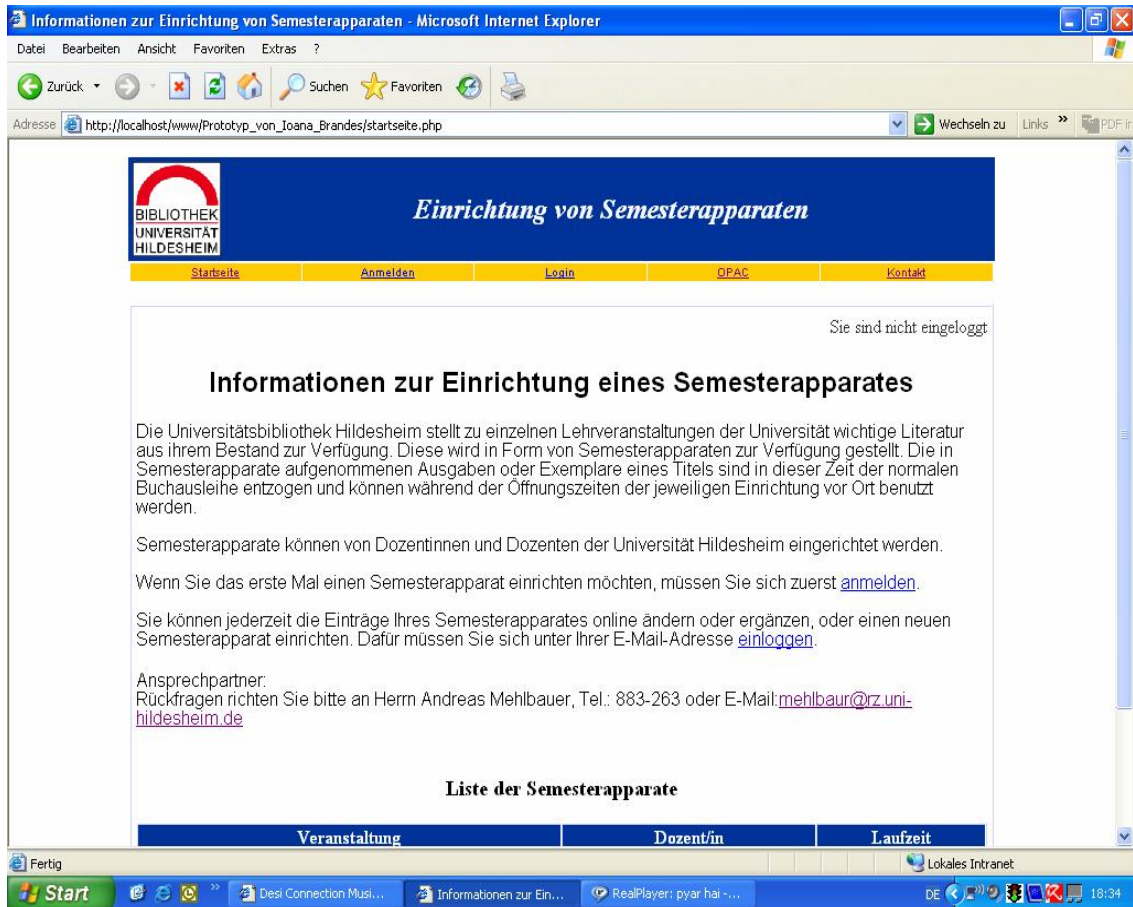 Informationen zur Einrichtung von Semesterapparaten - Microsoft Internet Explorer
Datei Bearbeiten Ansicht Favoriten Extras ?
Zurück Suchen Favoriten
Adresse http://localhost/www/Prototyp_von_Ioana_Brandes/startseite.php Wechseln zu Links » PDF
BIBLIOTHEK
UNIVERSITÄT
HILDESHEIM
Einrichtung von Semesterapparaten
Startseite Anmelden Login OPAC Kontakt
Sie sind nicht eingeloggt
Informationen zur Einrichtung eines Semesterapparates
Die Universitätsbibliothek Hildesheim stellt zu einzelnen Lehrveranstaltungen der Universität wichtige Literatur
aus ihrem Bestand zur Verfügung. Diese wird in Form von Semesterapparaten zur Verfügung gestellt. Die in
Semesterapparate aufgenommenen Ausgaben oder Exemplare eines Titels sind in dieser Zeit der normalen
Buchausleihe entzogen und können während der Öffnungszeiten der jeweiligen Einrichtung vor Ort benutzt
werden.
Semesterapparate können von Dozentinnen und Dozenten der Universität Hildesheim eingerichtet werden.
Wenn Sie das erste Mal einen Semesterapparat einrichten möchten, müssen Sie sich zuerst anmelden.
Sie können jederzeit die Einträge Ihres Semesterapparates online ändern oder ergänzen, oder einen neuen
Semesterapparat einrichten. Dafür müssen Sie sich unter Ihrer E-Mail-Adresse einloggen.
Ansprechpartner:
Rückfragen richten Sie bitte an Herrn Andreas Mehlbauer, Tel.: 883-263 oder E-Mail:mehlbaur@rz.uni-
hildesheim.de
Liste der Semesterapparate
Veranstaltung Dozent/in Laufzeit
Fertig Lokales Intranet
Start » Desi Connection Musi... Informationen zur Ein... RealPlayer: pyar hai -... DE 18:34